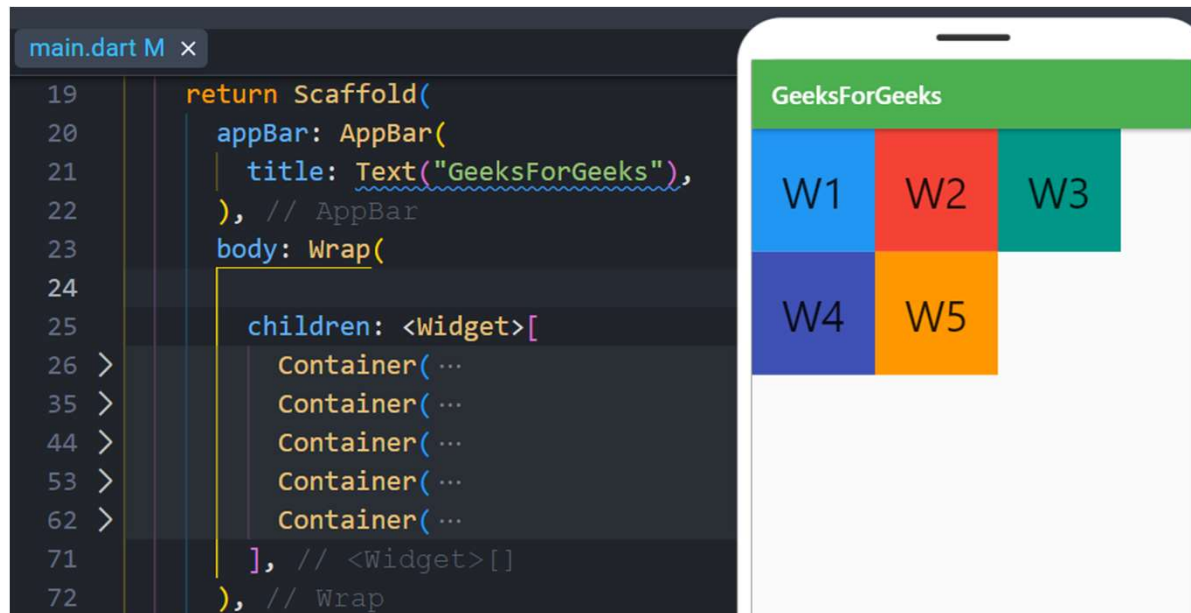 main.dart M ×
19 return Scaffold(
20 appBar: AppBar(
21 title: Text("GeeksForGeeks"),
22 ), // AppBar
23 body: Wrap(
24
25 children: <Widget>[
26 > Container( ···
35 > Container( ···
44 > Container( ···
53 > Container( ···
62 > Container( ···
71 ], // <Widget>[]
72 ), // Wrap
GeeksForGeeks
W1 W2 W3
W4 W5